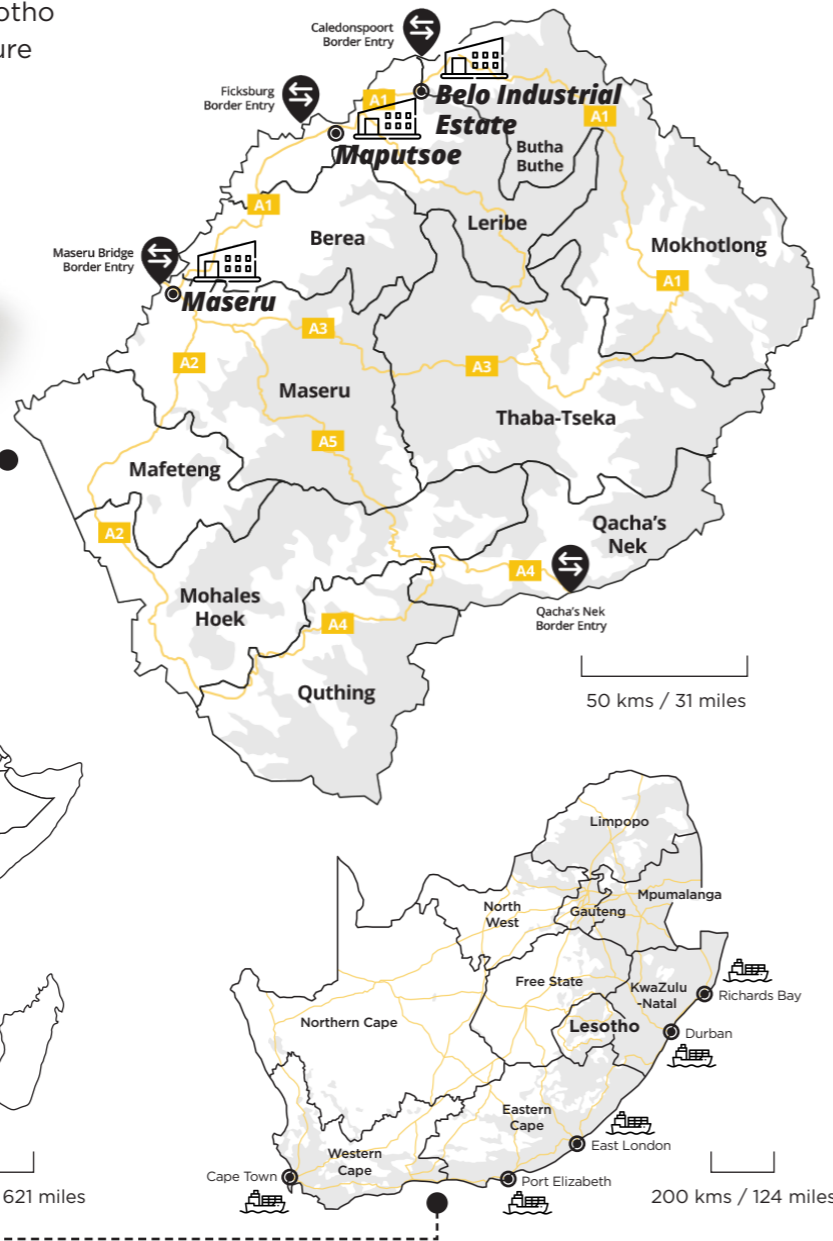 otho
ure
Caledonspoort
Border Entry
Ficksburg
Border Entry
A1
Belo Industrial
Estate
A1
Maputsoe
Butha
Buthe
A1
Berea
Leribe
Mokhotlong
Maseru Bridge
Border Entry
A1
Maseru
A3
A2
A3
Maseru
Thaba-Tseka
A5
Mafeteng
Qacha's
Nek
A2
A4
Mohales
Hoek
Qacha's Nek
Border Entry
A4
Quthing
50 kms / 31 miles
Limpopo
North
West
Gauteng
Mpumalanga
Free State
KwaZulu
-Natal
Richards Bay
Northern Cape
Lesotho
Durban
Eastern
Cape
East London
Western
Cape
Cape Town
Port Elizabeth
621 miles
200 kms / 124 miles